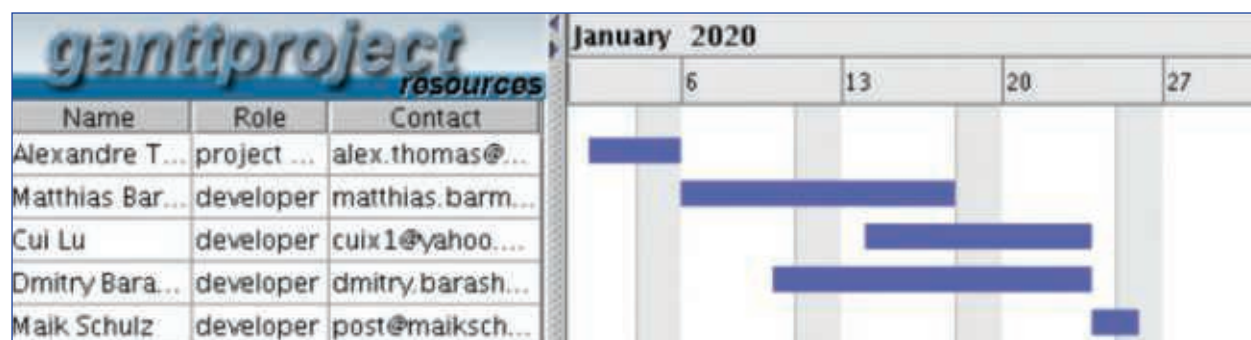 ganttproject
resources
January 2020
6 13 20 27
Name Role Contact
Alexandre T... project ... alex.thomas@...
Matthias Bar... developer matthias.barm...
Cui Lu developer cuix1@yahoo....
Dmitry Bara... developer dmitry.barash...
Maik Schulz developer post@maiksch...